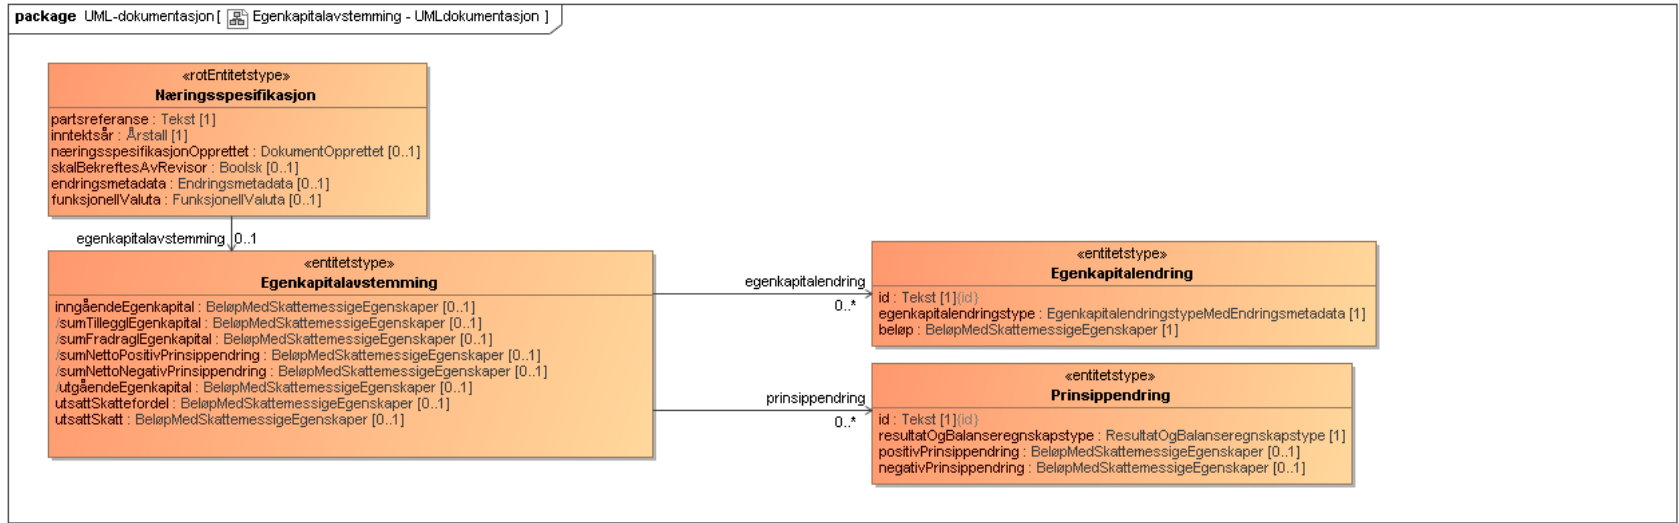 package UML-dokumentasjon [ Egenkapitalavstemming - UMLdokumentasjon ]
«rotEntitetstype»
Næringsspesifikasjon
partsreferanse : Tekst [1]
inntektsår : Årstall [1]
næringsspesifikasjonOpprettet : DokumentOpprettet [0..1]
skalBekreftesAvRevisor : Boolsk [0..1]
endringsmetadata : Endringsmetadata [0..1]
funksjonellValuta : FunksjonellValuta [0..1]
egenkapitalavstemming 0..1
«entitetstype»
Egenkapitalavstemming
inngåendeEgenkapital : BeløpMedSkattemessigeEgenskaper [0..1]
/sumTilleggIEgenkapital : BeløpMedSkattemessigeEgenskaper [0..1]
/sumFradragIEgenkapital : BeløpMedSkattemessigeEgenskaper [0..1]
/sumNettoPositivPrinsippendring : BeløpMedSkattemessigeEgenskaper [0..1]
/sumNettoNegativPrinsippendring : BeløpMedSkattemessigeEgenskaper [0..1]
/utgåendeEgenkapital : BeløpMedSkattemessigeEgenskaper [0..1]
utsattSkattefordel : BeløpMedSkattemessigeEgenskaper [0..1]
utsattSkatt : BeløpMedSkattemessigeEgenskaper [0..1]
egenkapitalendring
0..*
«entitetstype»
Egenkapitalendring
id : Tekst [1]{id}
egenkapitalendringstype : EgenkapitalendringstypeMedEndringsmetadata [1]
beløp : BeløpMedSkattemessigeEgenskaper [1]
prinsippendring
0..*
«entitetstype»
Prinsippendring
id : Tekst [1]{id}
resultatOgBalanseregnskapstype : ResultatOgBalanseregnskapstype [1]
positivPrinsippendring : BeløpMedSkattemessigeEgenskaper [0..1]
negativPrinsippendring : BeløpMedSkattemessigeEgenskaper [0..1]